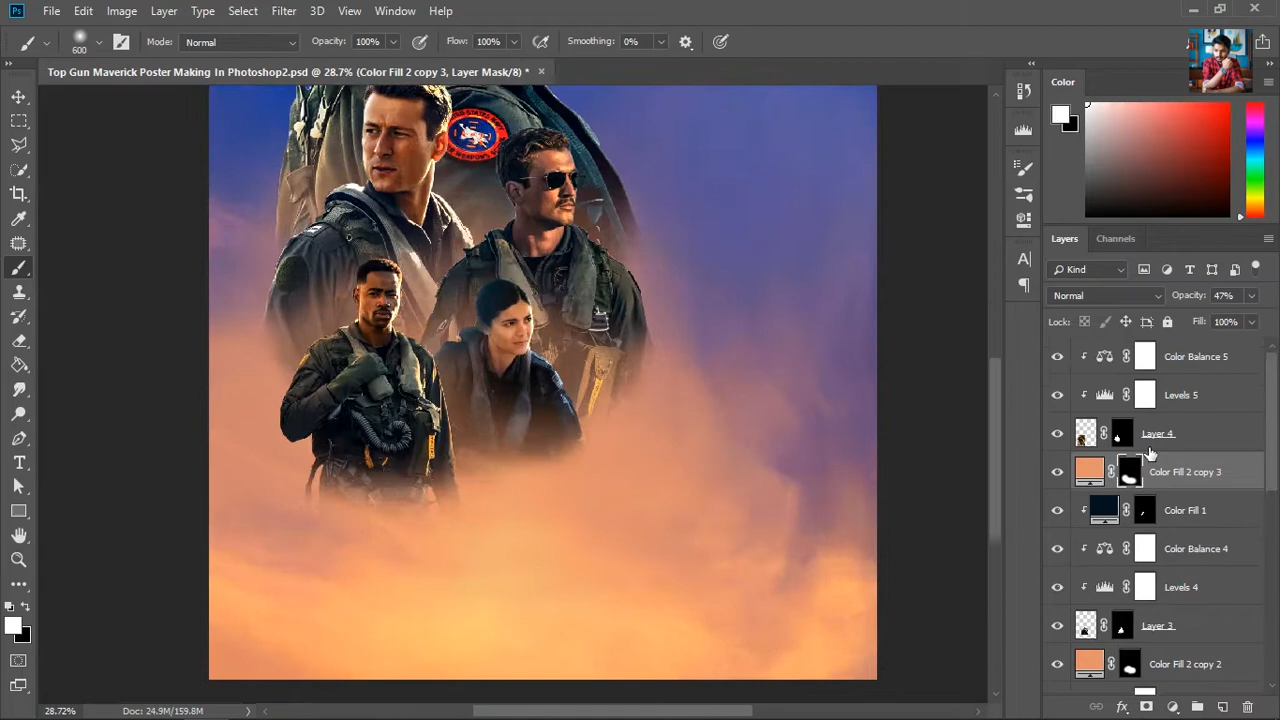 Ps File Edit Image Layer Type Select Filter 3D View Window Help
600 Mode: Normal Opacity: 100% Flow: 100% Smoothing: 0%
Top Gun Maverick Poster Making In Photoshop2.psd @ 28.7% (Color Fill 2 copy 3, Layer Mask/8) *
Color
Layers Channels
Kind
Normal Opacity: 47%
Lock: Fill: 100%
Color Balance 5
Levels 5
Layer 4
Color Fill 2 copy 3
Color Fill 1
Color Balance 4
Levels 4
Layer 3
Color Fill 2 copy 2
28.72% Doc: 24.9M/159.8M